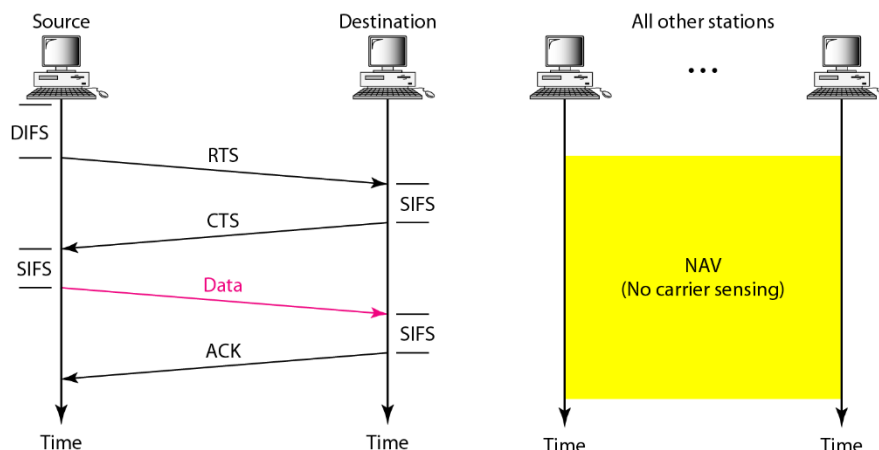 Source
Destination
All other stations
...
DIFS
RTS
SIFS
CTS
SIFS
Data
SIFS
ACK
NAV
(No carrier sensing)
Time
Time
Time
Time